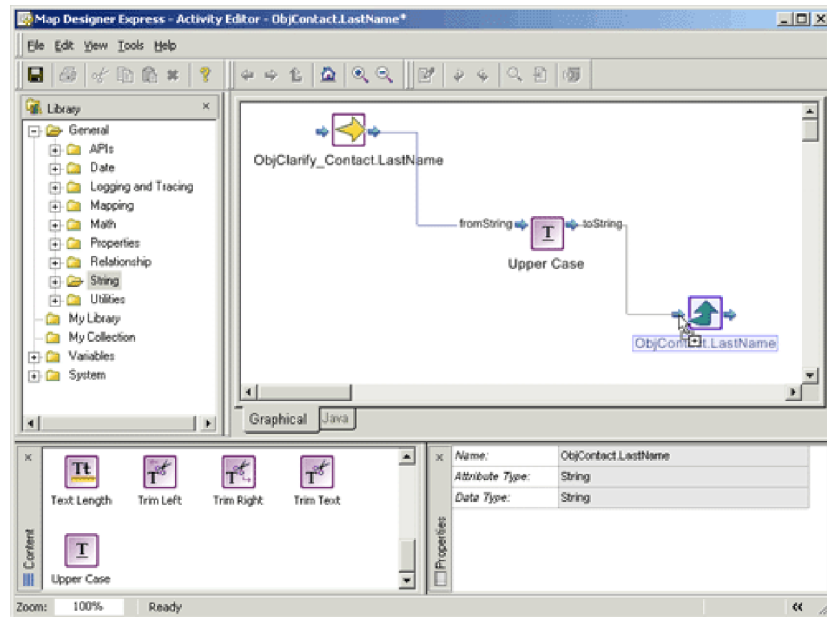 Map Designer Express - Activity Editor - ObjContact.LastName*
File Edit View Tools Help
Library
General
APIs
Date
Logging and Tracing
Mapping
Math
Properties
Relationship
String
Utilities
My Library
My Collection
Variables
System
ObjClarify_Contact.LastName
fromString
T
toString
Upper Case
ObjContact.LastName
Graphical Java
Content
Tt
T
T
T
Text Length Trim Left Trim Right Trim Text
T
Upper Case
Properties
Name: ObjContact.LastName
Attribute Type: String
Data Type: String
Zoom: 100% Ready